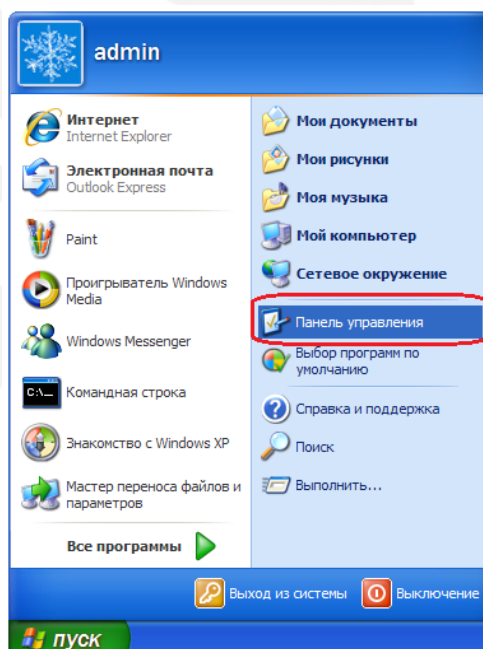 admin
Интернет
Internet Explorer
Электронная почта
Outlook Express
Paint
Проигрыватель Windows
Media
Windows Messenger
C:\_
Командная строка
Знакомство с Windows XP
Мастер переноса файлов и
параметров
Все программы
Мои документы
Мои рисунки
Моя музыка
Мой компьютер
Сетевое окружение
Панель управления
Выбор программ по
умолчанию
Справка и поддержка
Поиск
Выполнить...
Выход из системы
Выключение
пуск